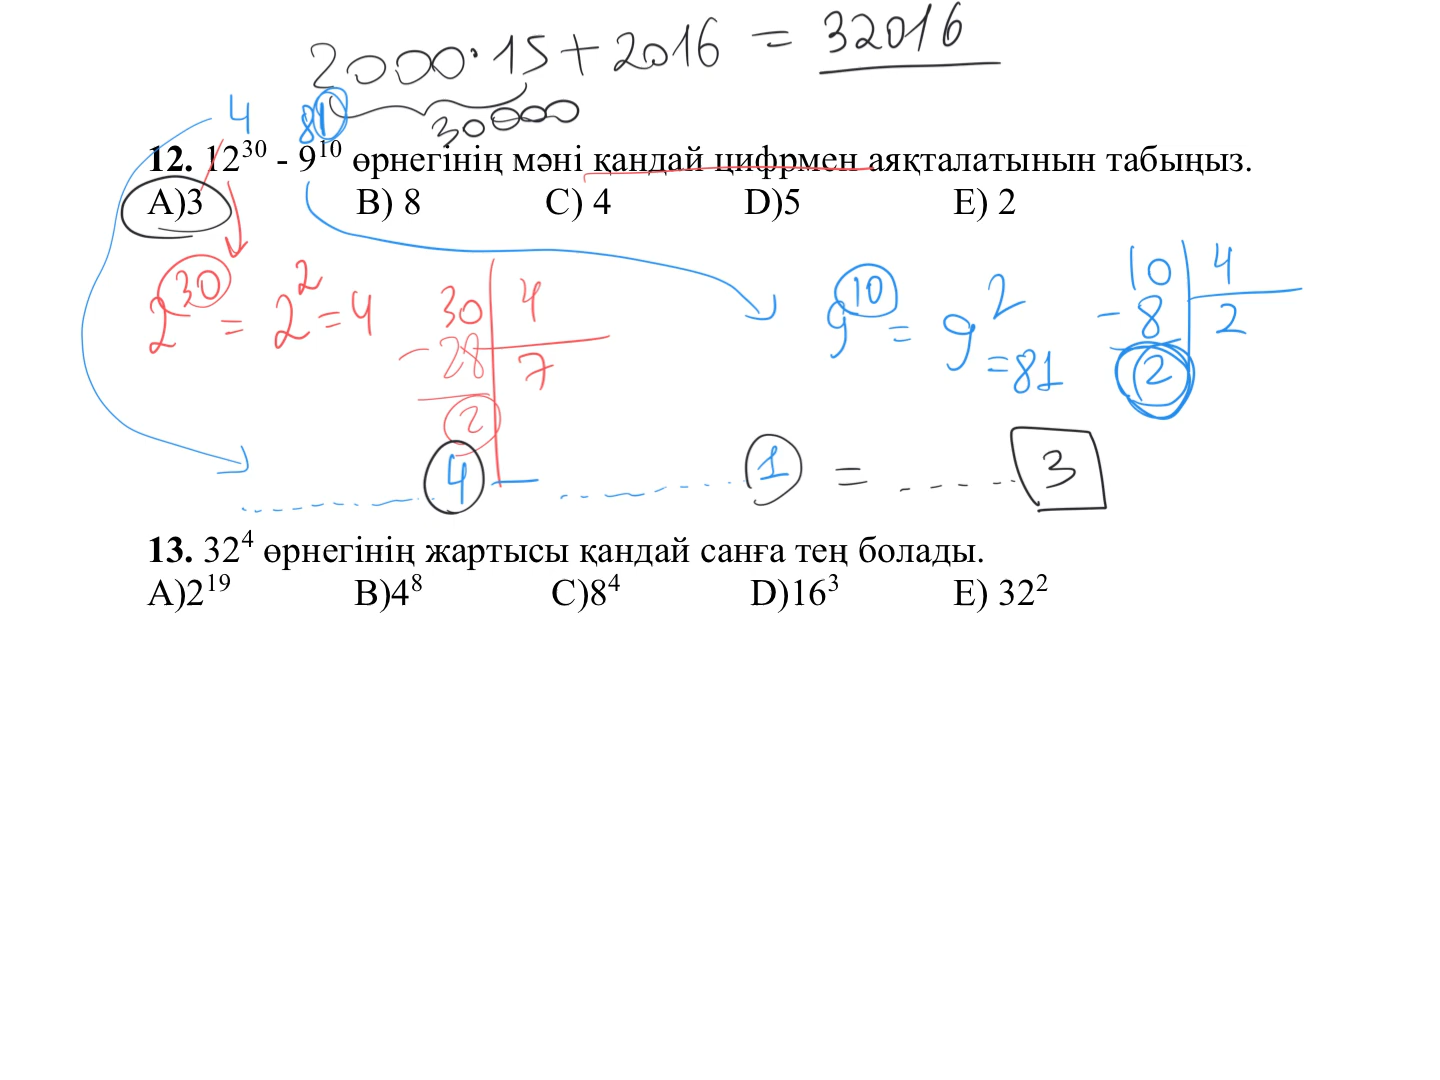 2000·15+2016 = 32016
30000
4 81
12. 12³⁰ - 9¹⁰ өрнегінің мәні қандай цифрмен аяқталатынын табыңыз.
A)3 B) 8 C) 4 D)5 E) 2
2³⁰ = 2² = 4
30 4
- 28 7
2
9¹⁰ = 9² = 81
10 4
- 8 2
2
........4 - ........1 = .....3
13. 32⁴ өрнегінің жартысы қандай санға тең болады.
A)2¹⁹ B)4⁸ C)8⁴ D)16³ E) 32²